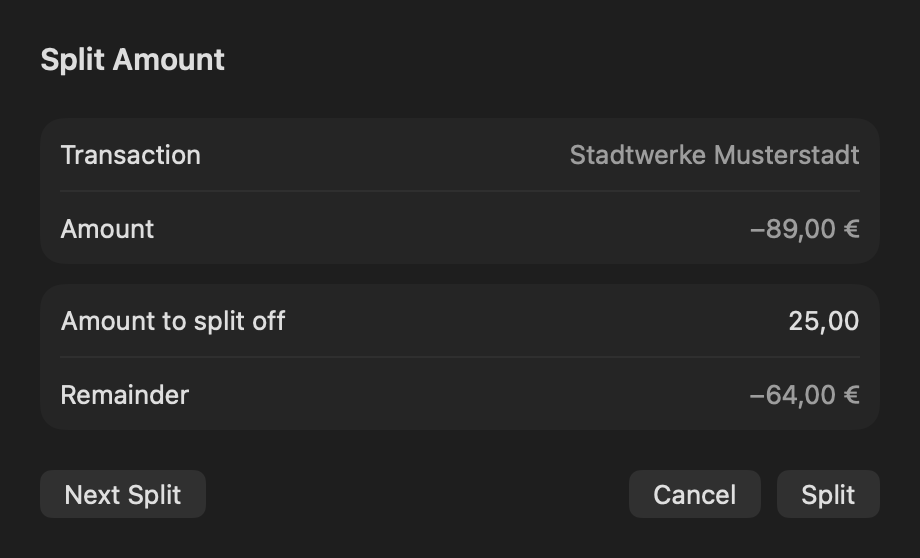 Split Amount
Transaction Stadtwerke Musterstadt
Amount –89,00 €
Amount to split off 25,00
Remainder –64,00 €
Next Split Cancel Split